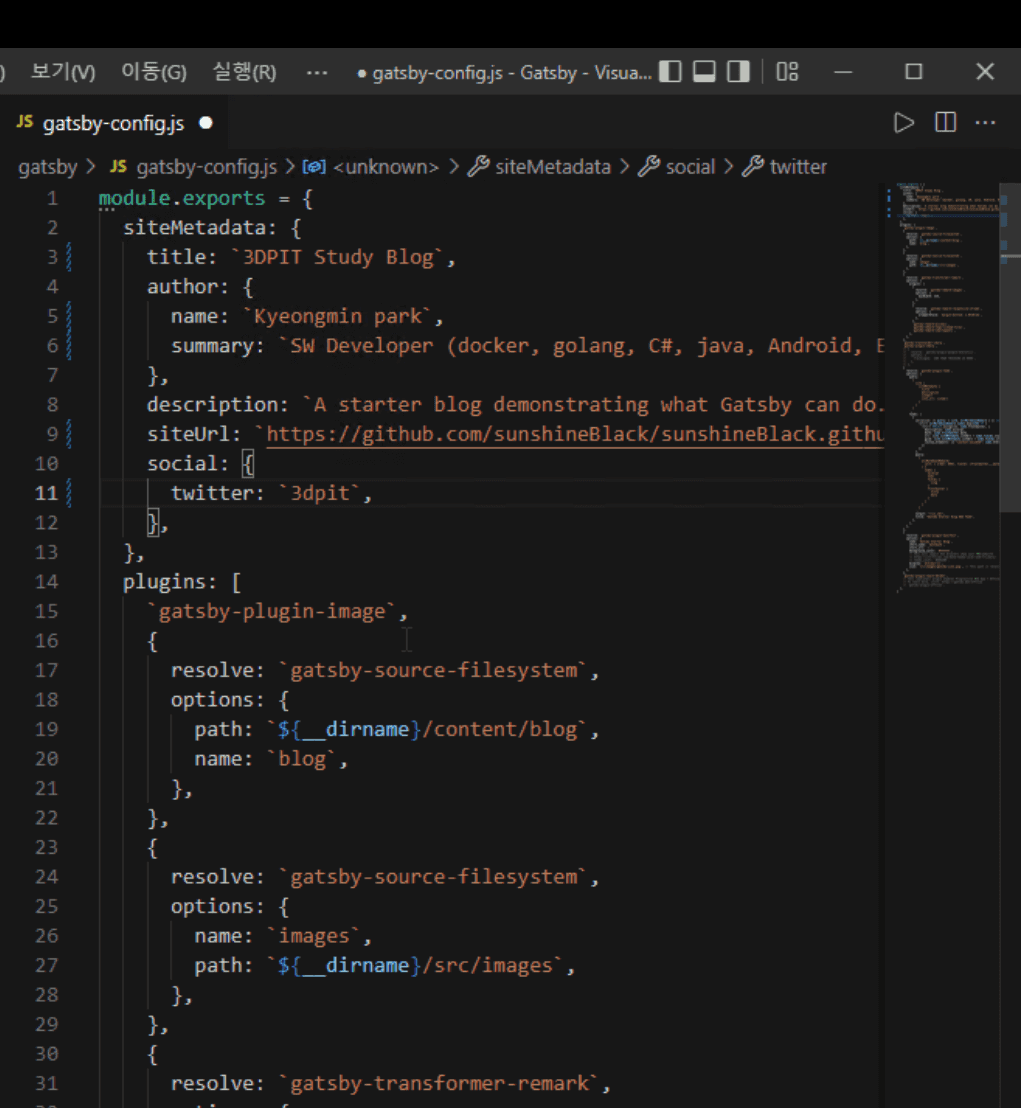 ) 보기(V) 이동(G) 실행(R) ··· ● gatsby-config.js - Gatsby - Visua...
JS gatsby-config.js ●
gatsby > JS gatsby-config.js > <unknown> > siteMetadata > social > twitter
1 module.exports = {
2 siteMetadata: {
3 title: `3DPIT Study Blog`,
4 author: {
5 name: `Kyeongmin park`,
6 summary: `SW Developer (docker, golang, C#, java, Android, E
7 },
8 description: `A starter blog demonstrating what Gatsby can do.
9 siteUrl: `https://github.com/sunshineBlack/sunshineBlack.githu
10 social: {
11 twitter: `3dpit`,
12 },
13 },
14 plugins: [
15 `gatsby-plugin-image`,
16 {
17 resolve: `gatsby-source-filesystem`,
18 options: {
19 path: `${__dirname}/content/blog`,
20 name: `blog`,
21 },
22 },
23 {
24 resolve: `gatsby-source-filesystem`,
25 options: {
26 name: `images`,
27 path: `${__dirname}/src/images`,
28 },
29 },
30 {
31 resolve: `gatsby-transformer-remark`,